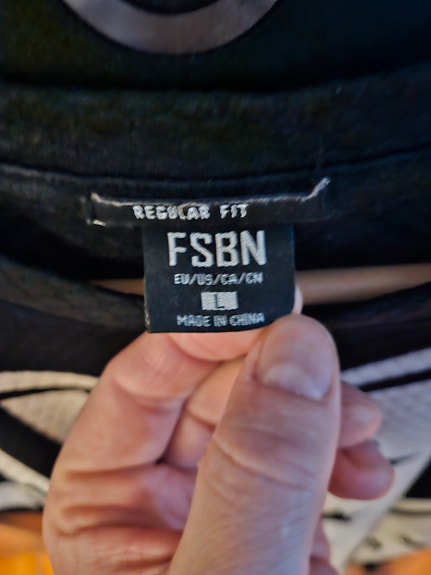 REGULAR FIT
FSBN
EU/US/CA/CN
L
MADE IN CHINA